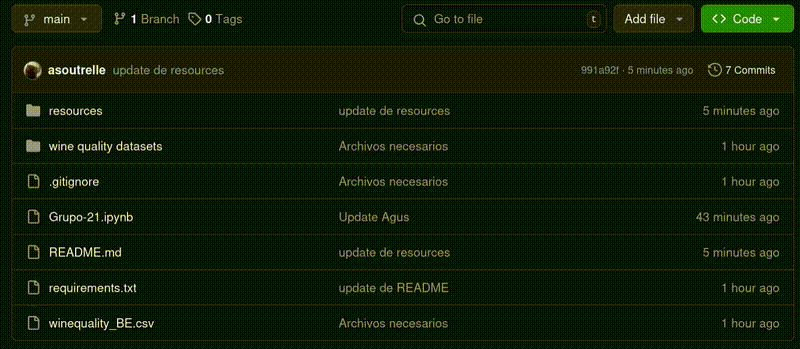 main 1 Branch 0 Tags Go to file t Add file Code
asoutrelle update de resources 991a92f · 5 minutes ago 7 Commits
resources update de resources 5 minutes ago
wine quality datasets Archivos necesarios 1 hour ago
.gitignore Archivos necesarios 1 hour ago
Grupo-21.ipynb Update Agus 43 minutes ago
README.md update de resources 5 minutes ago
requirements.txt update de README 1 hour ago
winequality_BE.csv Archivos necesarios 1 hour ago